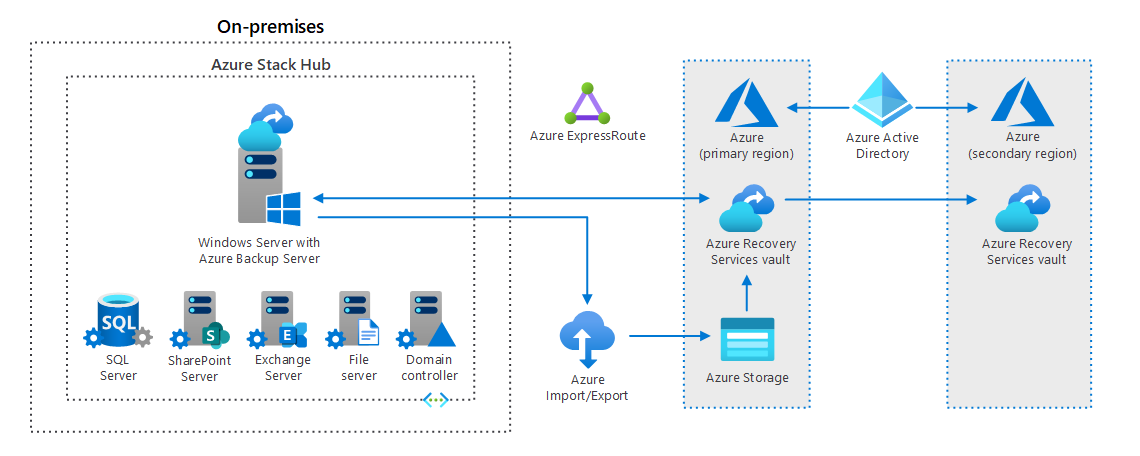 On-premises
Azure Stack Hub
Windows Server with
Azure Backup Server
SQL
SQL
Server
S
SharePoint
Server
E
Exchange
Server
File
server
Domain
controller
Azure ExpressRoute
Azure
Import/Export
Azure
(primary region)
Azure Recovery
Services vault
Azure Storage
Azure Active
Directory
Azure
(secondary region)
Azure Recovery
Services vault